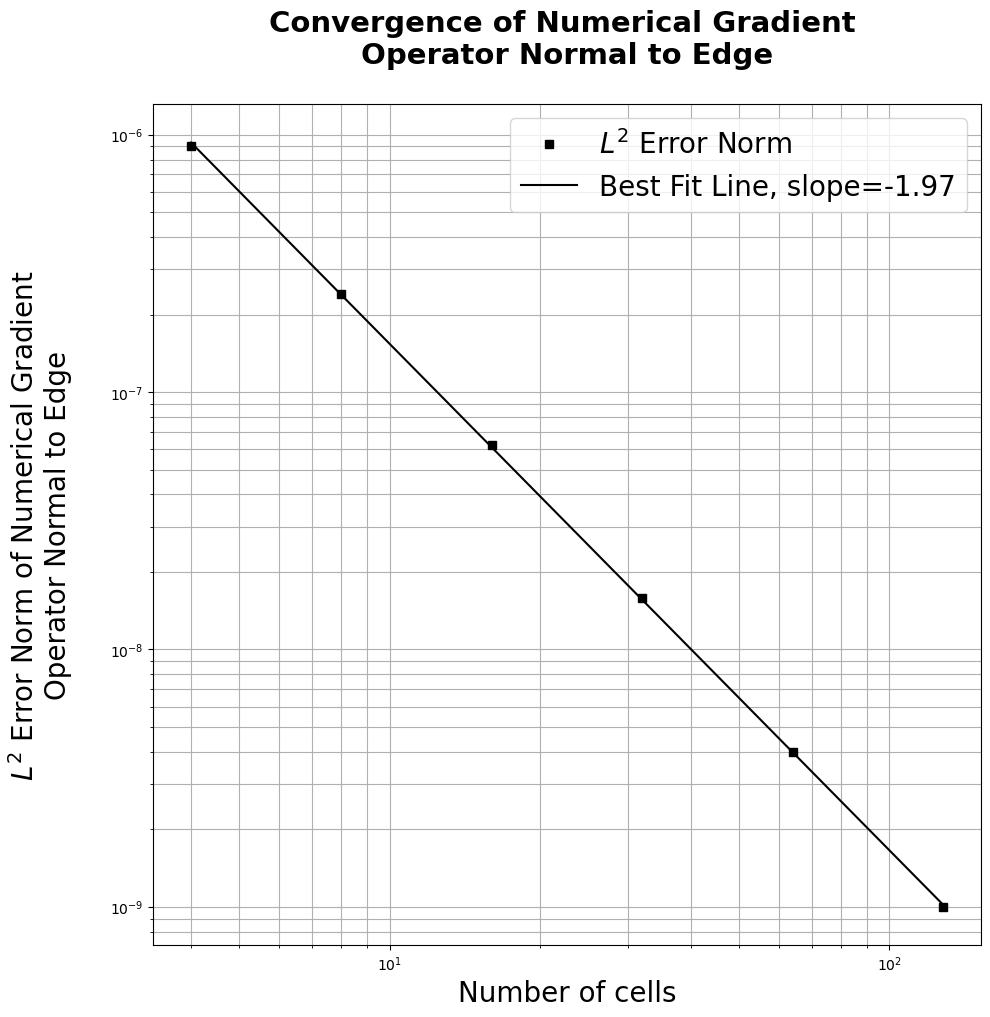 Convergence of Numerical Gradient
Operator Normal to Edge
L² Error Norm
Best Fit Line, slope=-1.97
L² Error Norm of Numerical Gradient
Operator Normal to Edge
10⁻⁶
10⁻⁷
10⁻⁸
10⁻⁹
10¹
10²
Number of cells